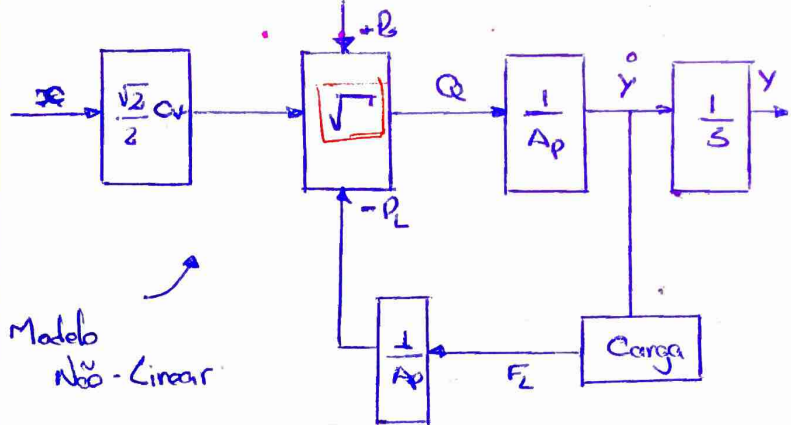 +Ps
x
√2/2 Cv
√
Q
1/Ap
ẏ
1/S
y
-PL
Modelo
Não-Linear
1/Ap
FL
Carga